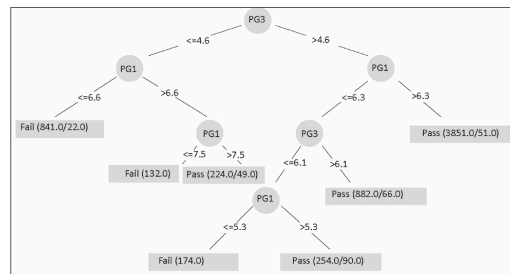 PG3
<=4.6
>4.6
PG1
PG1
<=6.6
>6.6
<=6.3
>6.3
Fail (841.0/22.0)
PG1
PG3
Pass (3851.0/51.0)
<=7.5
>7.5
<=6.1
>6.1
Fail (132.0)
Pass (224.0/49.0)
Pass (882.0/66.0)
PG1
<=5.3
>5.3
Fail (174.0)
Pass (254.0/90.0)